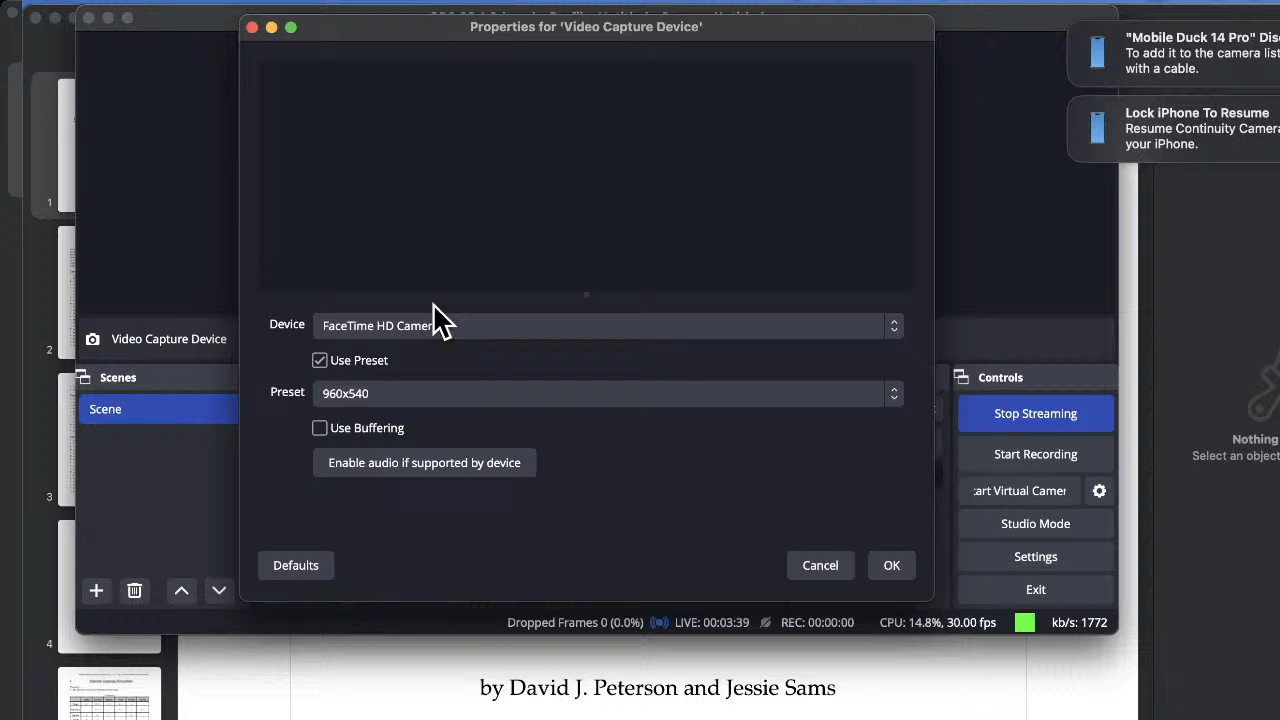 Properties for 'Video Capture Device'
"Mobile Duck 14 Pro"
To add it to the camera list
with a cable.
Lock iPhone To Resume
Resume Continuity Camera
your iPhone.
Device
FaceTime HD Camer
Use Preset
Preset
960x540
Use Buffering
Enable audio if supported by device
Defaults
Cancel
OK
Video Capture Device
Scenes
Scene
Controls
Stop Streaming
Start Recording
art Virtual Camer
Studio Mode
Settings
Exit
Dropped Frames 0 (0.0%)
LIVE: 00:03:39
REC: 00:00:00
CPU: 14.8%, 30.00 fps
kb/s: 1772
1
2
3
4
Nothing
Select an object
by David J. Peterson and Jessie Sams